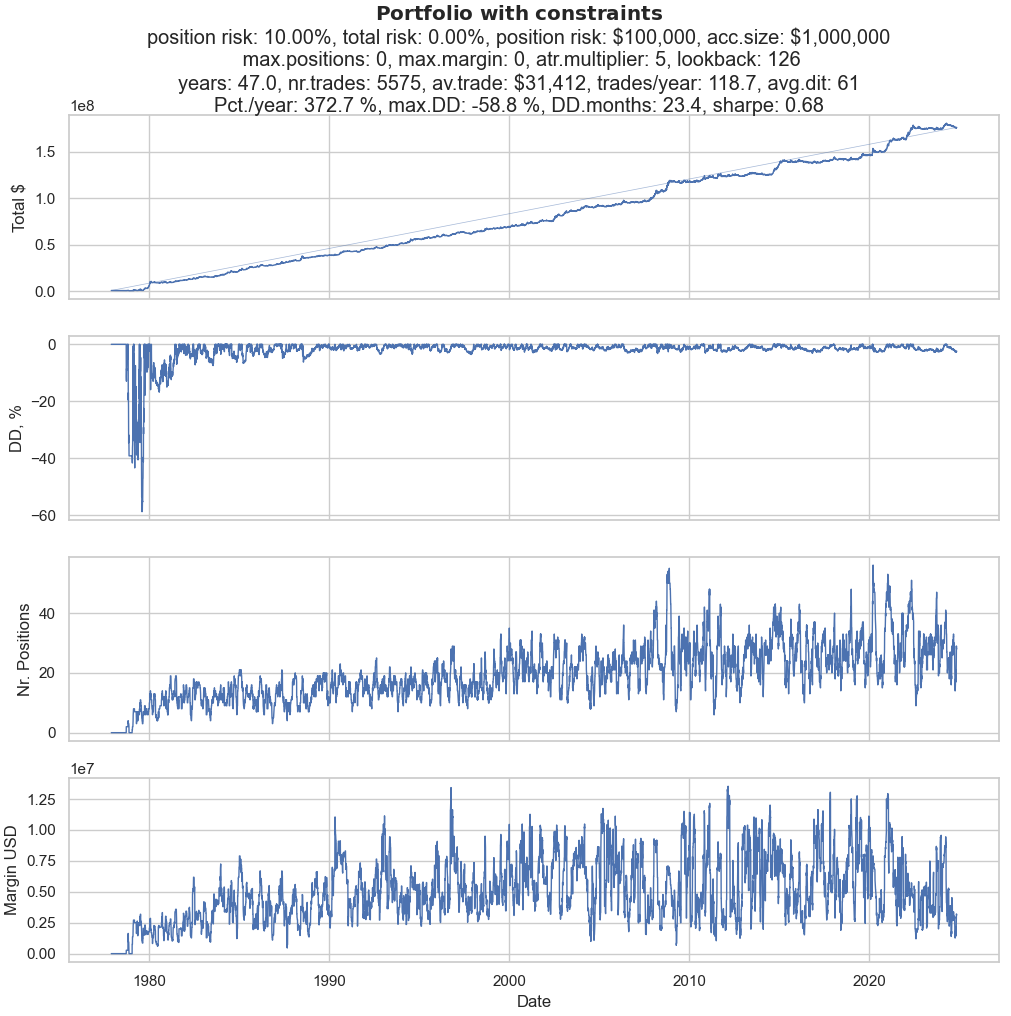 Portfolio with constraints
position risk: 10.00%, total risk: 0.00%, position risk: $100,000, acc.size: $1,000,000
max.positions: 0, max.margin: 0, atr.multiplier: 5, lookback: 126
years: 47.0, nr.trades: 5575, av.trade: $31,412, trades/year: 118.7, avg.dit: 61
Pct./year: 372.7 %, max.DD: -58.8 %, DD.months: 23.4, sharpe: 0.68
1e8
Total $
1.5
1.0
0.5
0.0
DD, %
0
−20
−40
−60
Nr. Positions
40
20
0
1e7
Margin USD
1.25
1.00
0.75
0.50
0.25
0.00
1980 1990 2000 2010 2020
Date